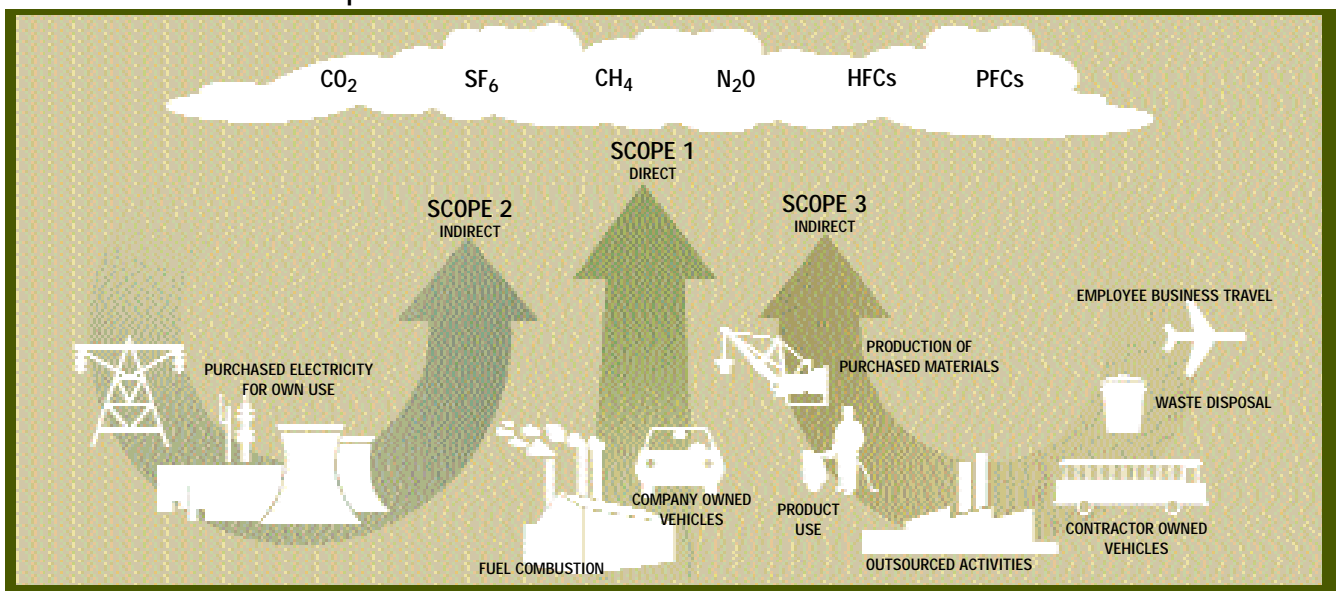 CO₂ SF₆ CH₄ N₂O HFCs PFCs
SCOPE 1
DIRECT
SCOPE 2
INDIRECT
SCOPE 3
INDIRECT
EMPLOYEE BUSINESS TRAVEL
PURCHASED ELECTRICITY
FOR OWN USE
PRODUCTION OF
PURCHASED MATERIALS
WASTE DISPOSAL
COMPANY OWNED
VEHICLES
PRODUCT
USE
CONTRACTOR OWNED
VEHICLES
FUEL COMBUSTION
OUTSOURCED ACTIVITIES